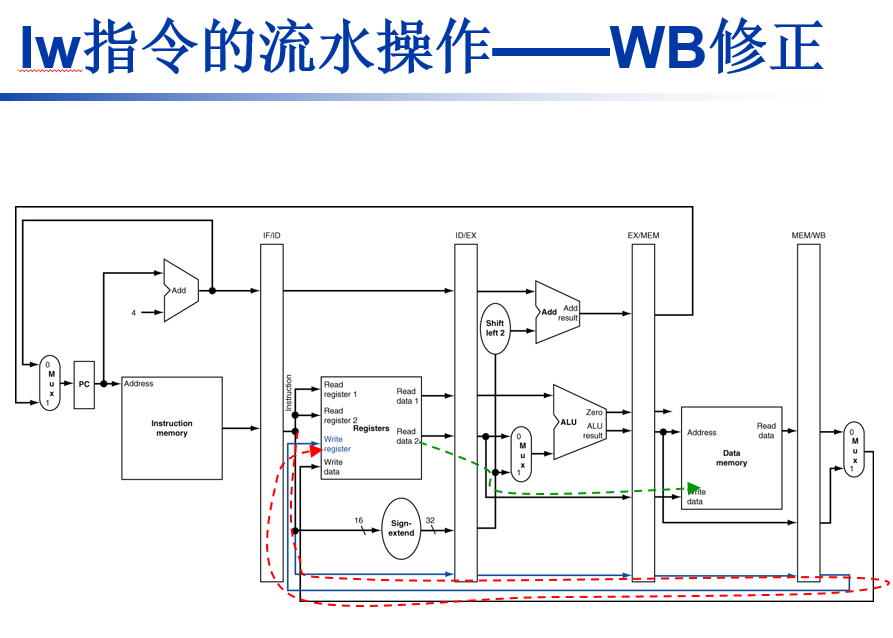 lw指令的流水操作——WB修正
IF/ID
ID/EX
EX/MEM
MEM/WB
Add
4
Shift
left 2
Add
Add
result
0
M
u
x
1
PC
Address
Instruction
memory
Instruction
Read
register 1
Read
register 2
Write
register
Write
data
Registers
Read
data 1
Read
data 2
16
Sign-
extend
32
0
M
u
x
1
ALU
Zero
ALU
result
Address
Data
memory
Read
data
Write
data
0
M
u
x
1